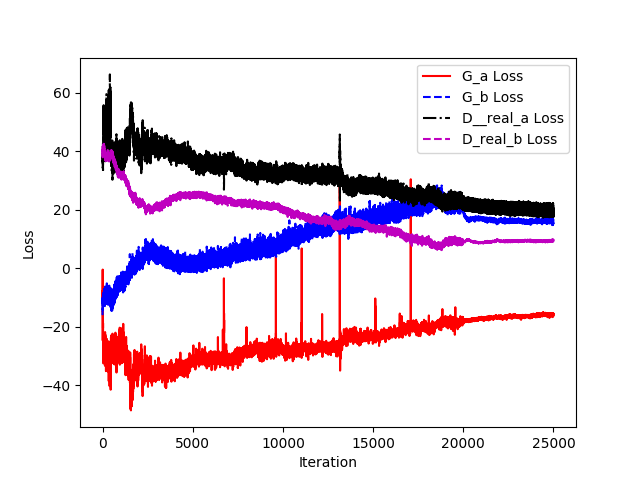 G_a Loss
G_b Loss
D__real_a Loss
D_real_b Loss
60
40
20
0
−20
−40
Loss
0 5000 10000 15000 20000 25000
Iteration